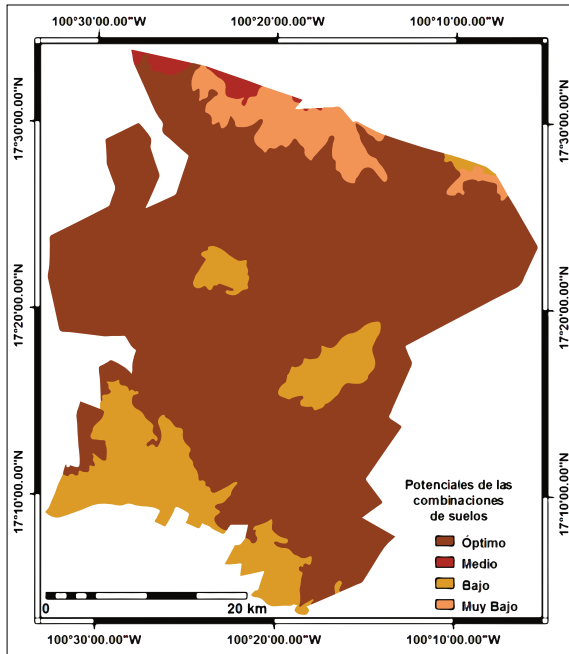 100°30'00.00"W 100°20'00.00"W 100°10'00.00"W
17°30'00.00"N
17°30'00.00"N
17°20'00.00"N
17°20'00.00"N
17°10'00.00"N
17°10'00.00"N
Potenciales de las
combinaciones
de suelos
Óptimo
Medio
Bajo
Muy Bajo
0 20 km
100°30'00.00"W 100°20'00.00"W 100°10'00.00"W